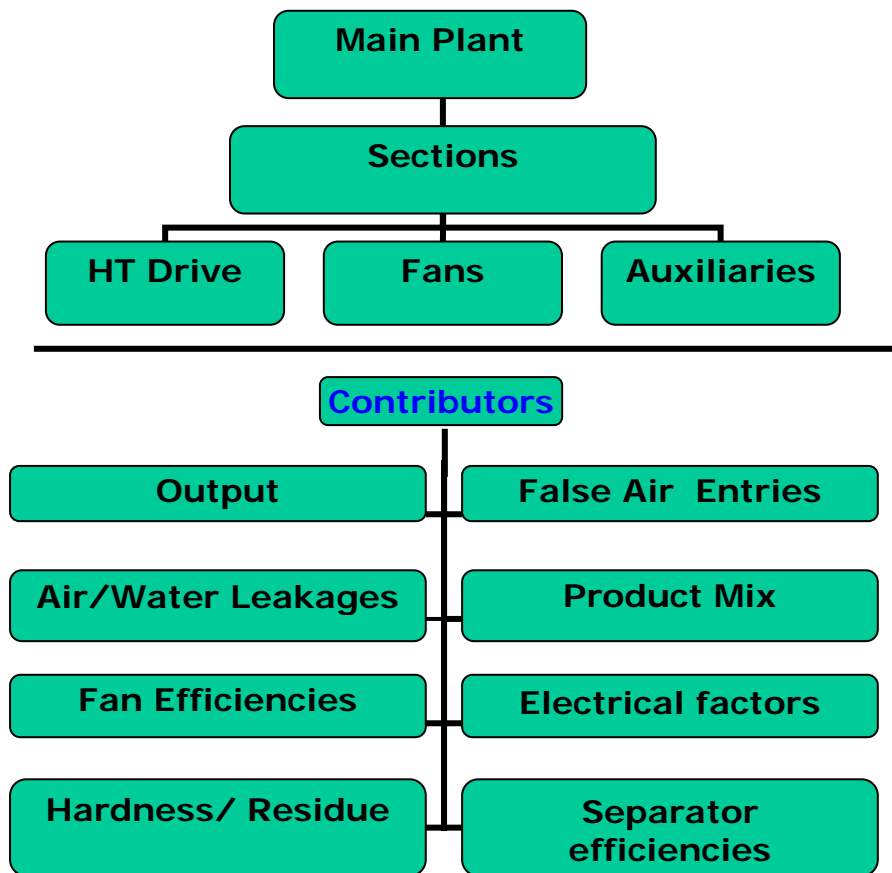 Main Plant
Sections
HT Drive
Fans
Auxiliaries
Contributors
Output
False Air Entries
Air/Water Leakages
Product Mix
Fan Efficiencies
Electrical factors
Hardness/ Residue
Separator
efficiencies